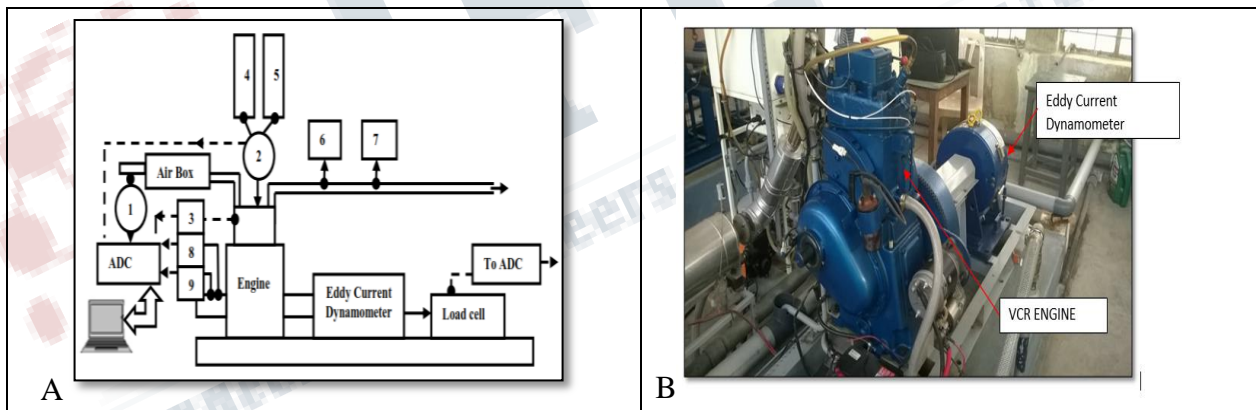 4
5
6
7
2
Air Box
1
3
ADC
8
9
Engine
To ADC
Eddy Current
Dynamometer
Load cell
A
Eddy Current
Dynamometer
VCR ENGINE
B
eers